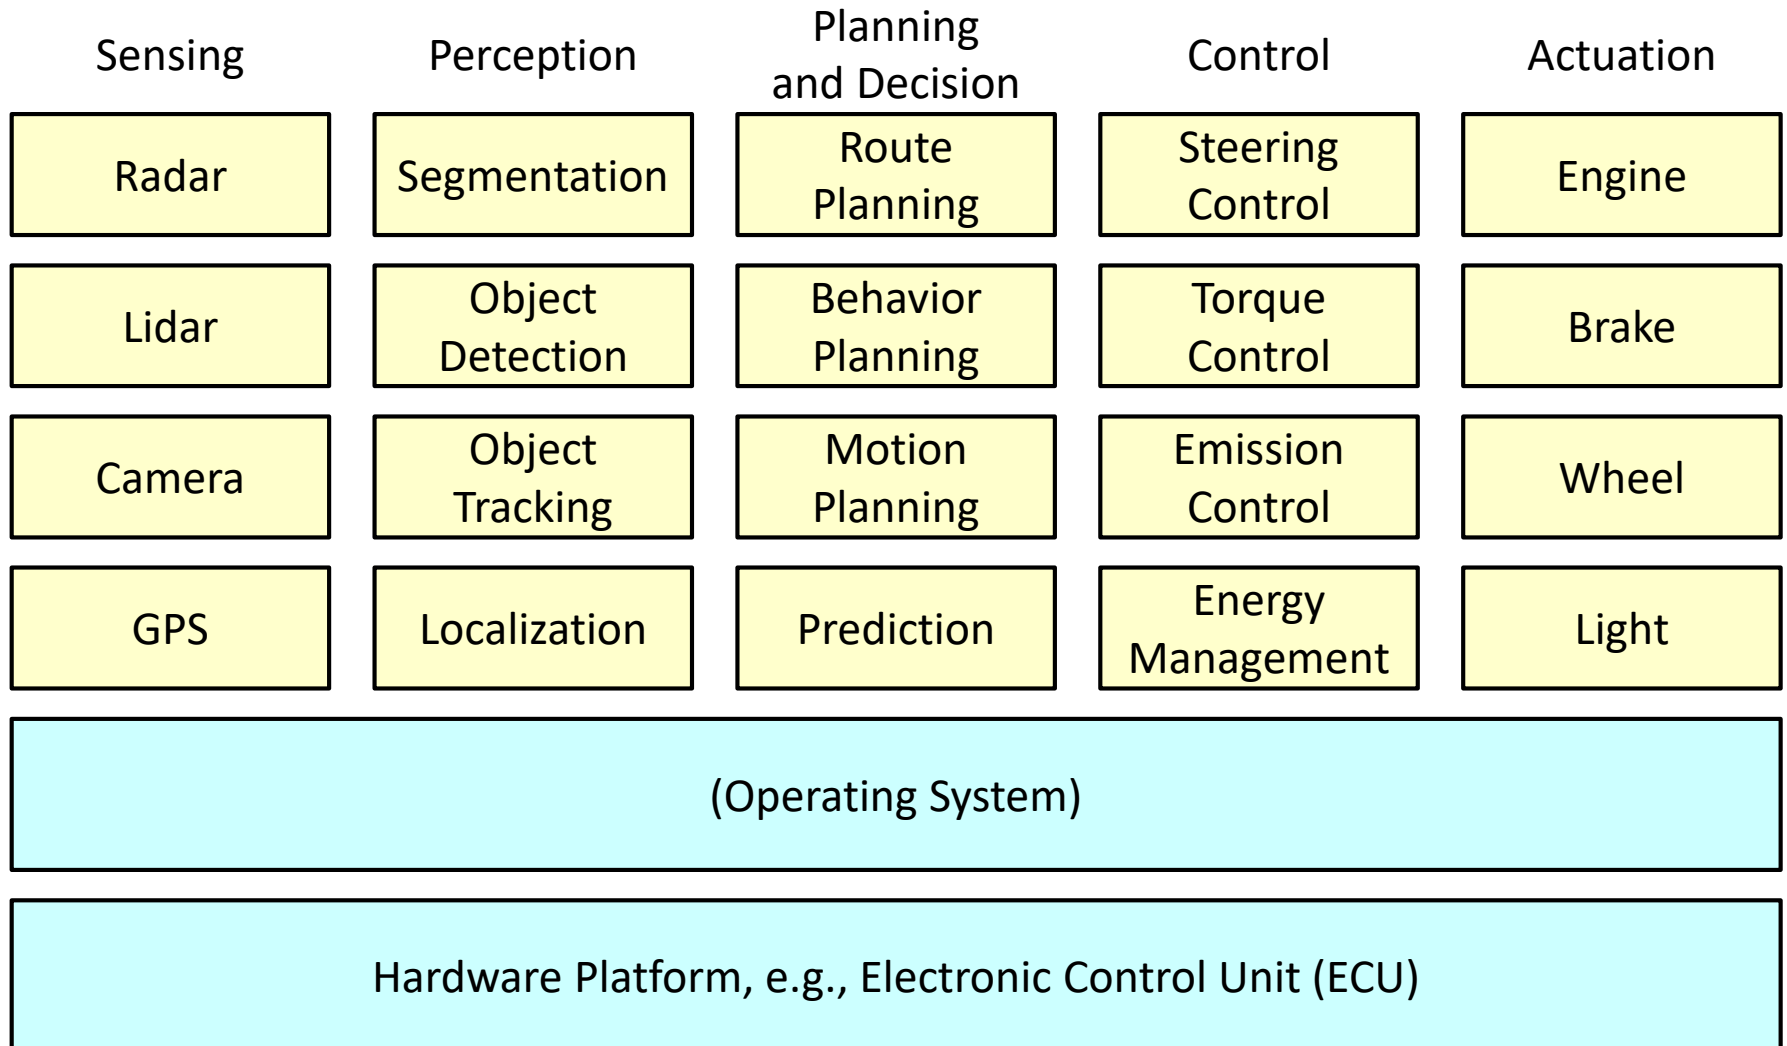 Sensing
Perception
Planning
and Decision
Control
Actuation
Radar
Segmentation
Route
Planning
Steering
Control
Engine
Lidar
Object
Detection
Behavior
Planning
Torque
Control
Brake
Camera
Object
Tracking
Motion
Planning
Emission
Control
Wheel
GPS
Localization
Prediction
Energy
Management
Light
(Operating System)
Hardware Platform, e.g., Electronic Control Unit (ECU)